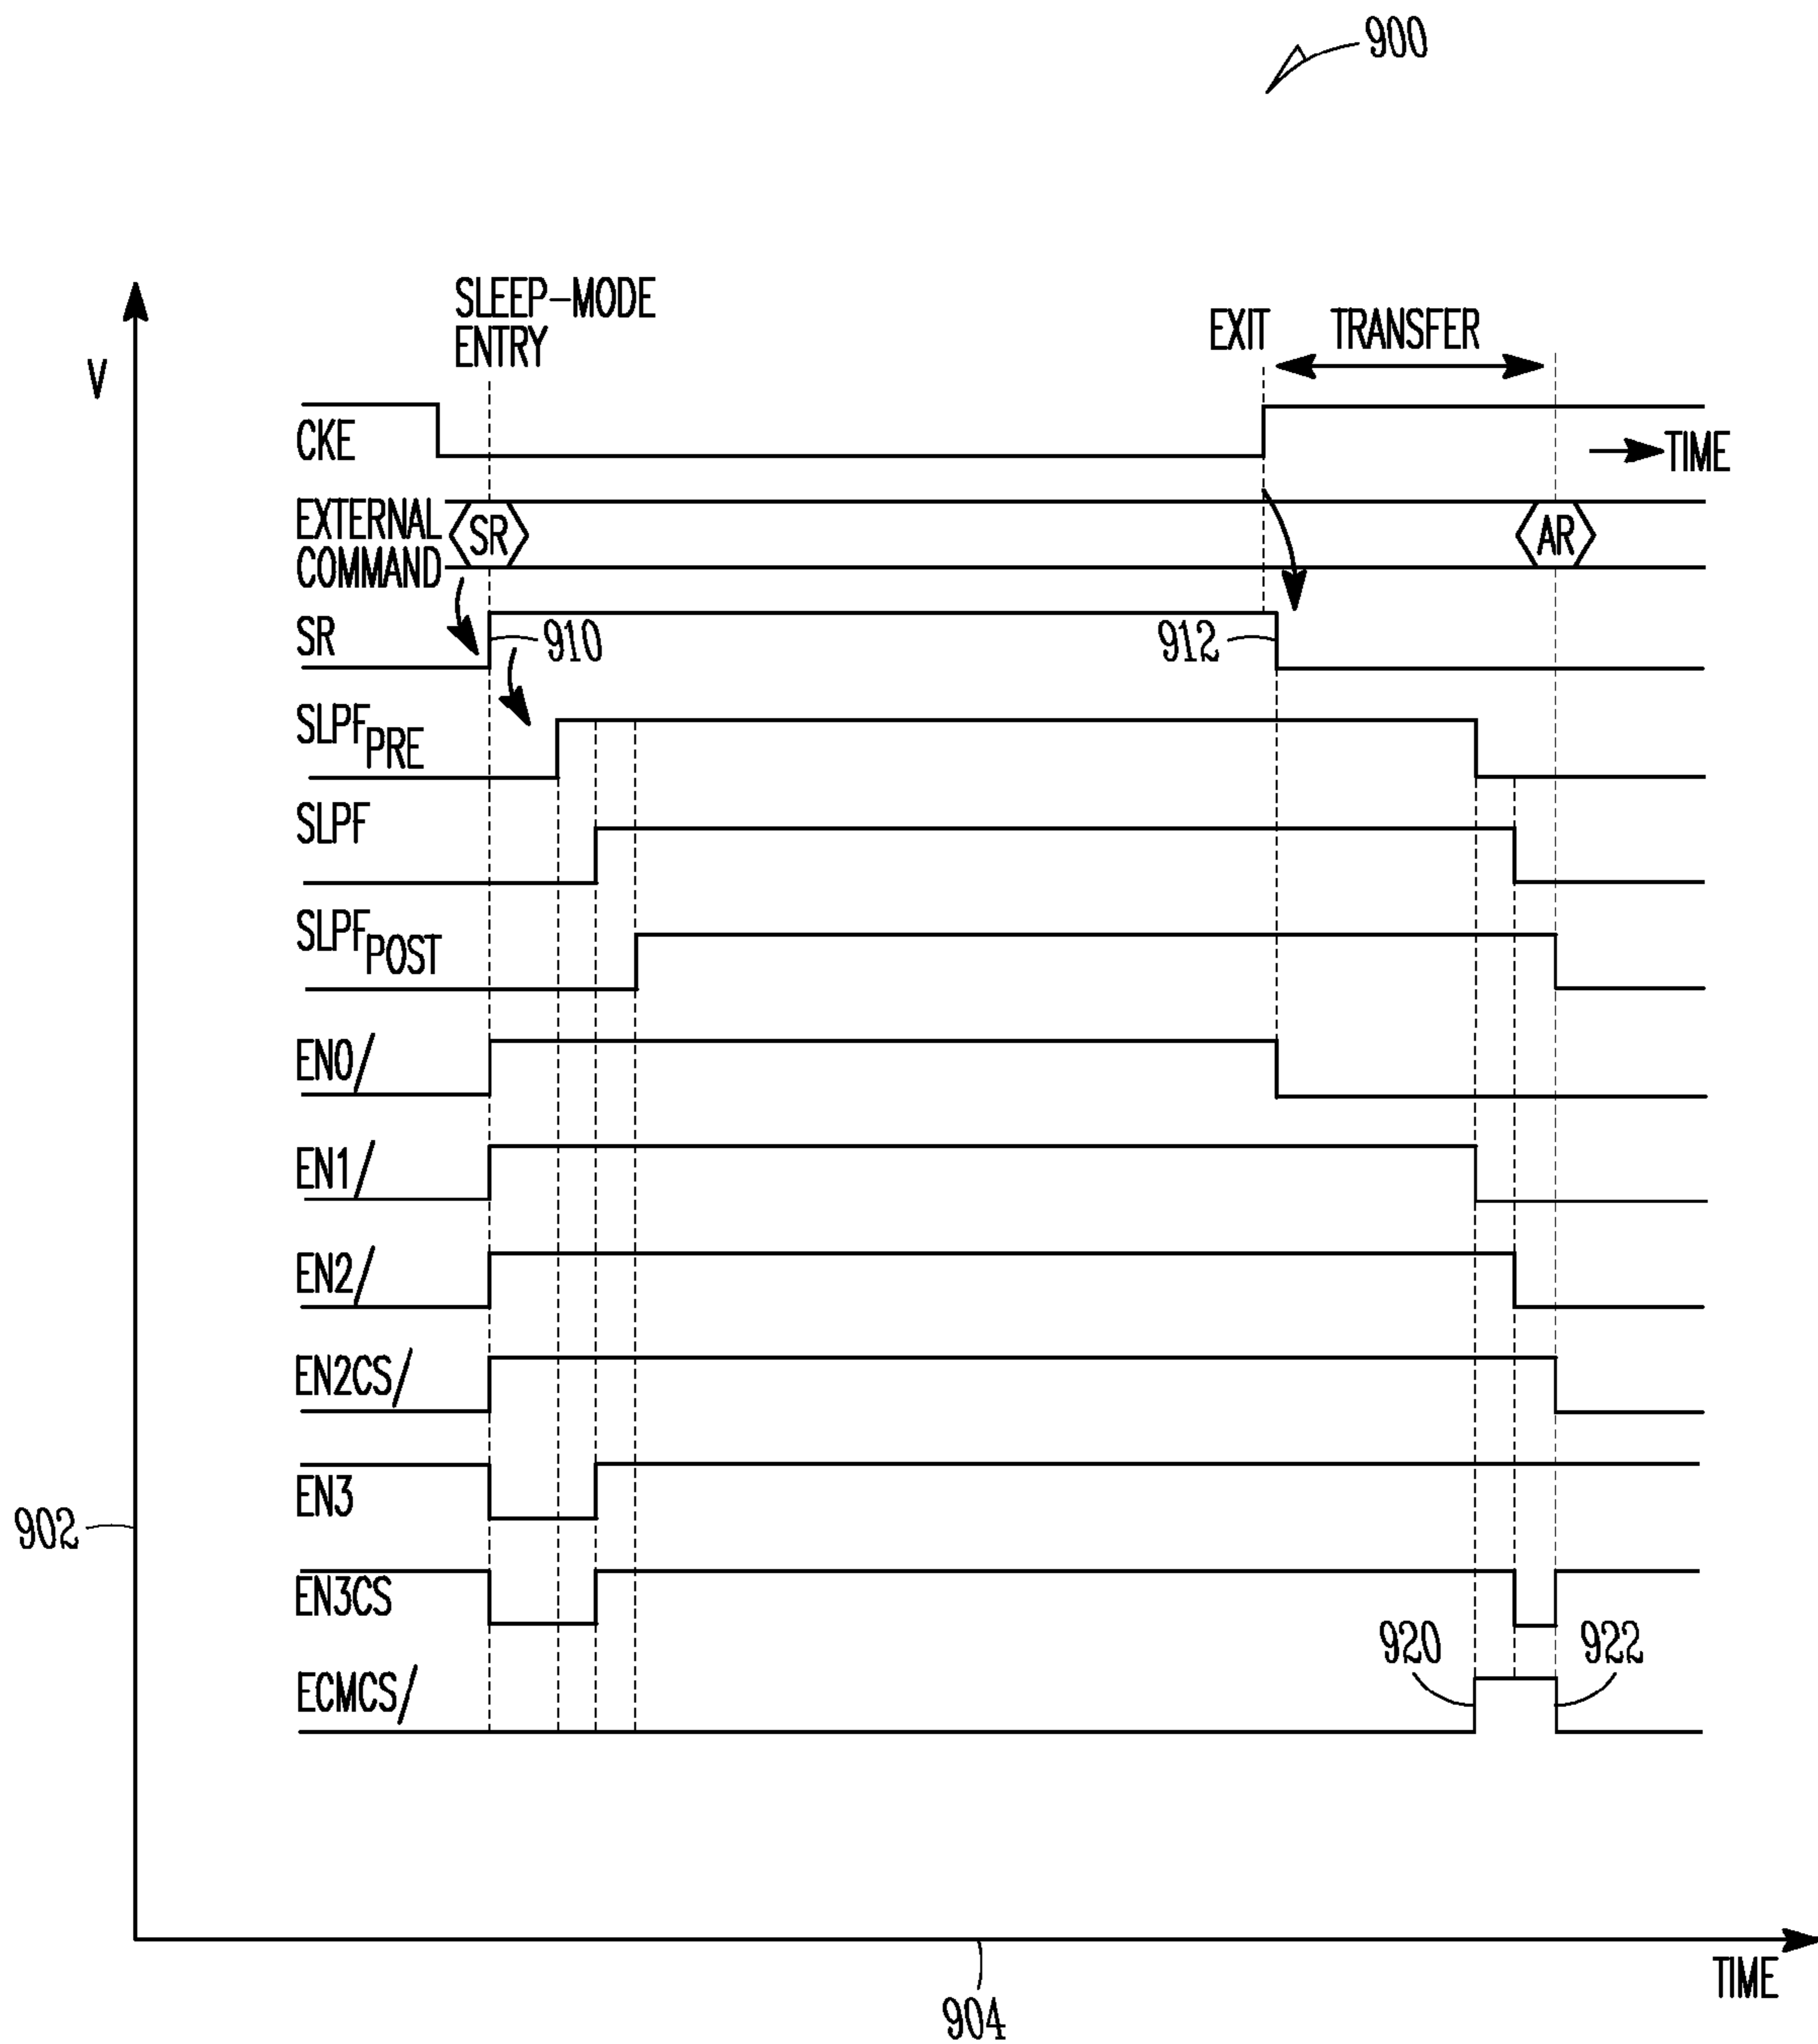 900
SLEEP-MODE
ENTRY
EXIT
TRANSFER
V
CKE
TIME
EXTERNAL
COMMAND
SR
AR
SR
910
912
SLPFPRE
SLPF
SLPFPOST
EN0/
EN1/
EN2/
EN2CS/
EN3
902
EN3CS
920
922
ECMCS/
TIME
904